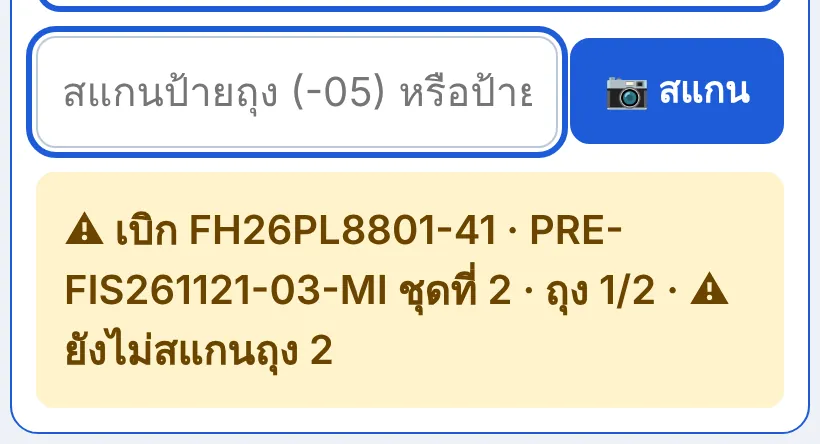 สแกนป้ายถุง (-05) หรือป้าย
📷 สแกน
⚠ เบิก FH26PL8801-41 · PRE-
FIS261121-03-MI ชุดที่ 2 · ถุง 1/2 · ⚠
ยังไม่สแกนถุง 2